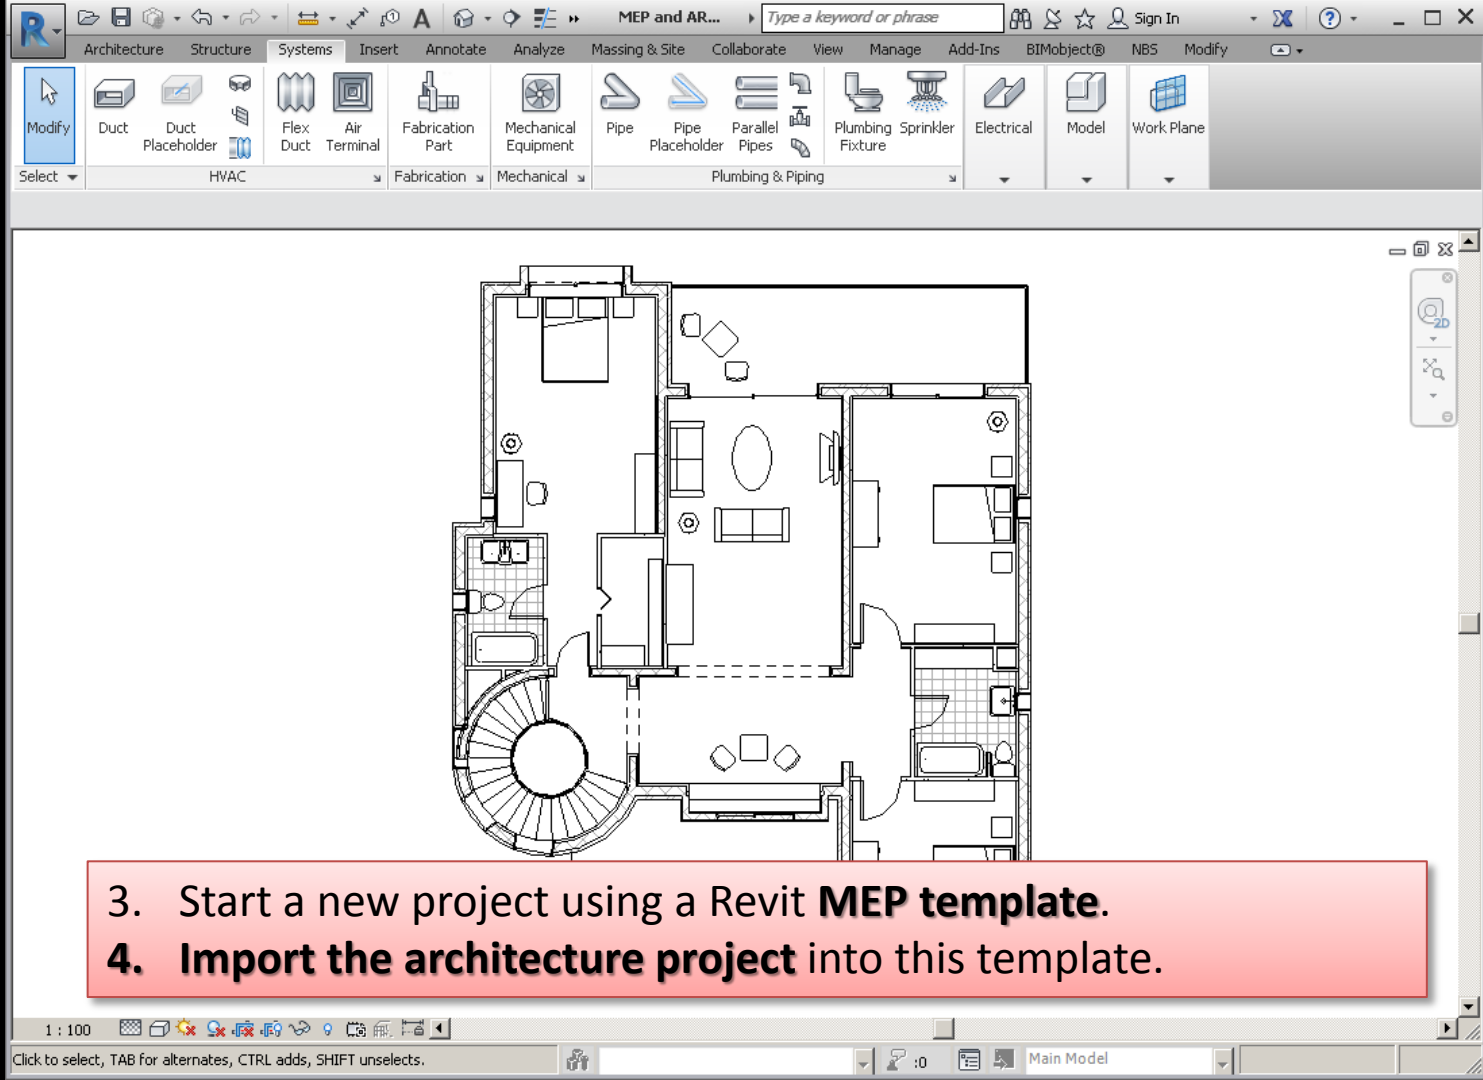 MEP and AR...
Type a keyword or phrase
Sign In
Architecture Structure Systems Insert Annotate Analyze Massing & Site Collaborate View Manage Add-Ins BIMobject® NBS Modify
Modify
Duct
Duct Placeholder
Flex Duct
Air Terminal
Fabrication Part
Mechanical Equipment
Pipe
Pipe Placeholder
Parallel Pipes
Plumbing Fixture
Sprinkler
Electrical
Model
Work Plane
Select HVAC Fabrication Mechanical Plumbing & Piping
2D
3. Start a new project using a Revit MEP template.
4. Import the architecture project into this template.
1 : 100
Click to select, TAB for alternates, CTRL adds, SHIFT unselects.
:0
Main Model